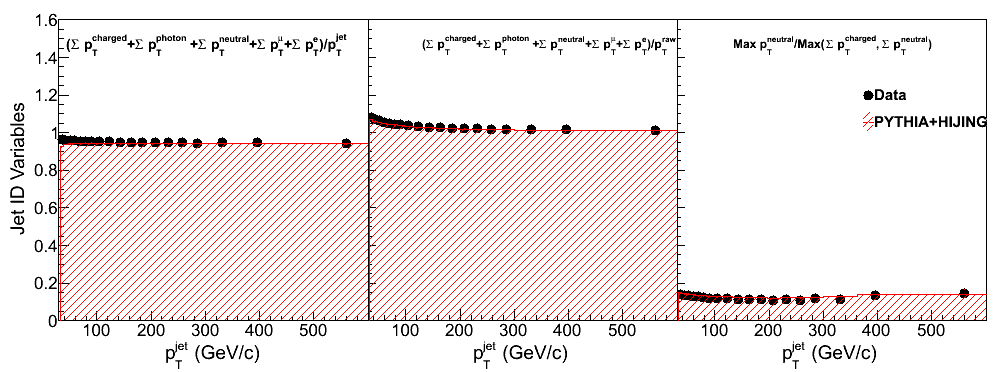 1.6
1.4
1.2
1
0.8
0.6
0.4
0.2
0
Jet ID Variables
(Σ p_T^charged+Σ p_T^photon +Σ p_T^neutral+Σ p_T^μ+Σ p_T^e)/p_T^jet
100 200 300 400 500
p_T^jet (GeV/c)
(Σ p_T^charged+Σ p_T^photon +Σ p_T^neutral+Σ p_T^μ+Σ p_T^e)/p_T^raw
100 200 300 400 500
p_T^jet (GeV/c)
Max p_T^neutral/Max(Σ p_T^charged, Σ p_T^neutral)
Data
PYTHIA+HIJING
100 200 300 400 500
p_T^jet (GeV/c)